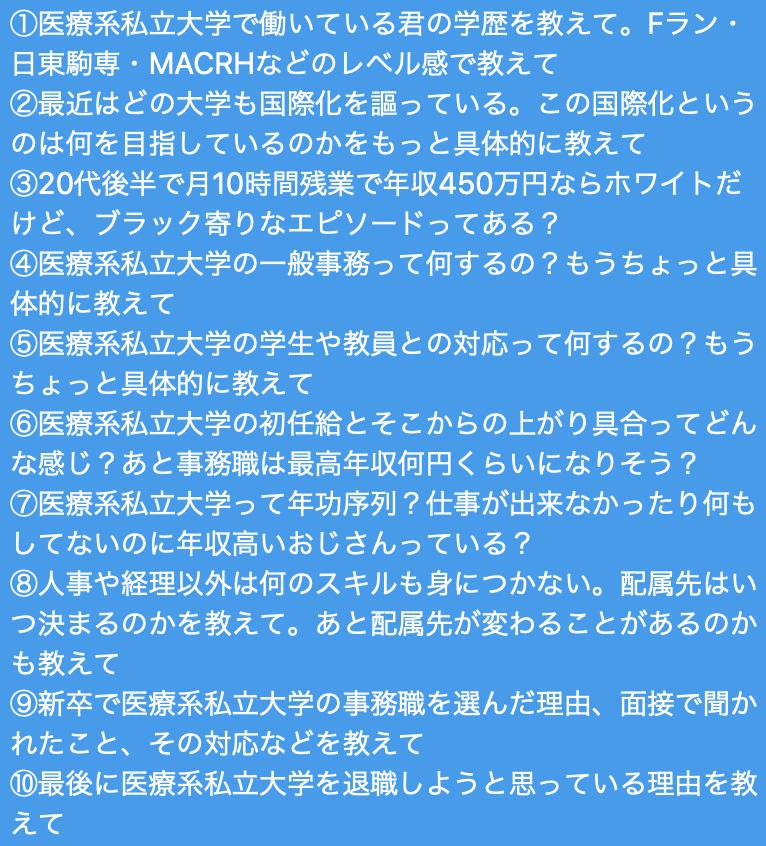 ①医療系私立大学で働いている君の学歴を教えて。Fラン・
日東駒専・MACRHなどのレベル感で教えて
②最近はどの大学も国際化を謳っている。この国際化という
のは何を目指しているのかをもっと具体的に教えて
③20代後半で月10時間残業で年収450万円ならホワイトだ
けど、ブラック寄りなエピソードってある？
④医療系私立大学の一般事務って何するの？もうちょっと具
体的に教えて
⑤医療系私立大学の学生や教員との対応って何するの？もう
ちょっと具体的に教えて
⑥医療系私立大学の初任給とそこからの上がり具合ってどん
な感じ？あと事務職は最高年収何円くらいになりそう？
⑦医療系私立大学って年功序列？仕事が出来なかったり何も
してないのに年収高いおじさんっている？
⑧人事や経理以外は何のスキルも身につかない。配属先はい
つ決まるのかを教えて。あと配属先が変わることがあるのか
も教えて
⑨新卒で医療系私立大学の事務職を選んだ理由、面接で聞か
れたこと、その対応などを教えて
⑩最後に医療系私立大学を退職しようと思っている理由を教
えて